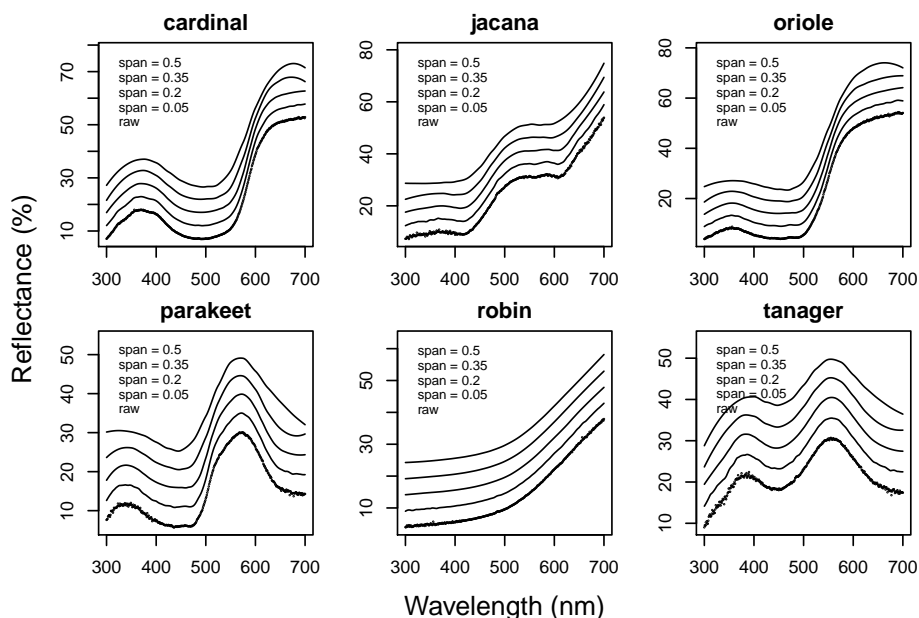 cardinal
jacana
oriole
70
50
30
10
span = 0.5
span = 0.35
span = 0.2
span = 0.05
raw
300 400 500 600 700
80
60
40
20
span = 0.5
span = 0.35
span = 0.2
span = 0.05
raw
300 400 500 600 700
80
60
40
20
span = 0.5
span = 0.35
span = 0.2
span = 0.05
raw
300 400 500 600 700
Reflectance (%)
parakeet
robin
tanager
50
40
30
20
10
span = 0.5
span = 0.35
span = 0.2
span = 0.05
raw
300 400 500 600 700
50
30
10
span = 0.5
span = 0.35
span = 0.2
span = 0.05
raw
300 400 500 600 700
50
40
30
20
10
span = 0.5
span = 0.35
span = 0.2
span = 0.05
raw
300 400 500 600 700
Wavelength (nm)